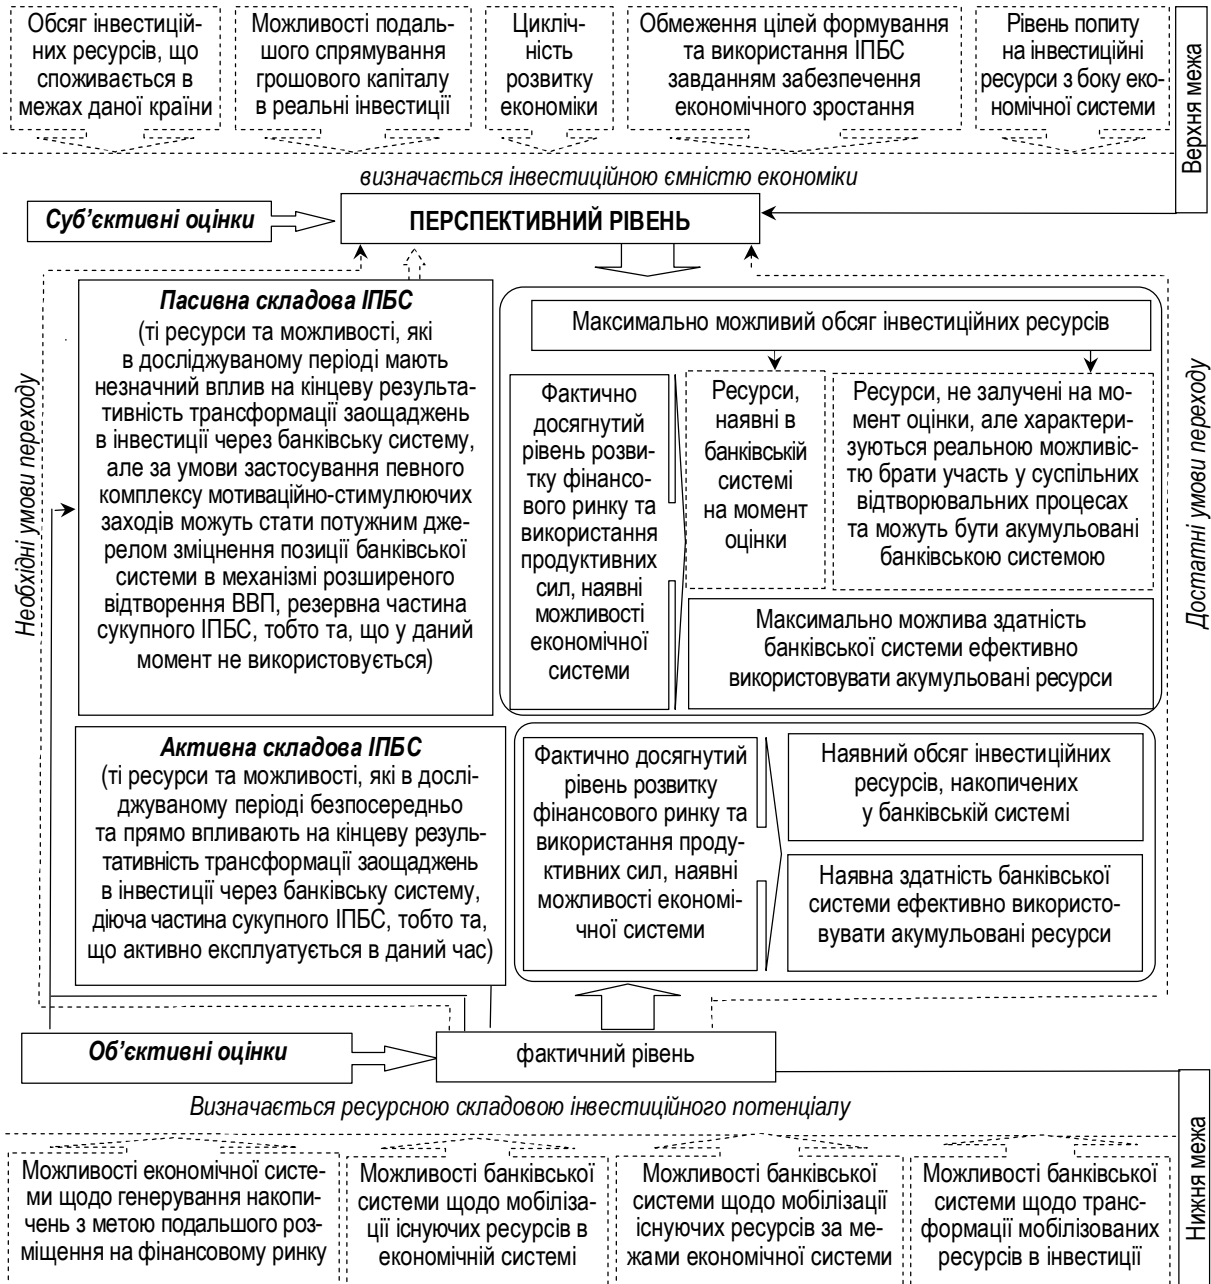 Обсяг інвестицій-
них ресурсів, що
споживається в
межах даної країни
Можливості подаль-
шого спрямування
грошового капіталу
в реальні інвестиції
Цикліч-
ність
розвитку
економіки
Обмеження цілей формування
та використання ІПБС
завданням забезпечення
економічного зростання
Рівень попиту
на інвестиційні
ресурси з боку еко-
номічної системи
Верхня межа
визначається інвестиційною ємністю економіки
Суб’єктивні оцінки
ПЕРСПЕКТИВНИЙ РІВЕНЬ
Необхідні умови переходу
Пасивна складова ІПБС
(ті ресурси та можливості, які
в досліджуваному періоді мають
незначний вплив на кінцеву результа-
тивність трансформації заощаджень
в інвестиції через банківську систему,
але за умови застосування певного
комплексу мотиваційно-стимулюючих
заходів можуть стати потужним дже-
релом зміцнення позиції банківської
системи в механізмі розширеного
відтворення ВВП, резервна частина
сукупного ІПБС, тобто та, що у даний
момент не використовується)
Максимально можливий обсяг інвестиційних ресурсів
Фактично
досягнутий
рівень розви-
тку фінансо-
вого ринку та
використання
продуктивних
сил, наявні
можливості
економічної
системи
Ресурси,
наявні в
банківській
системі
на момент
оцінки
Ресурси, не залучені на мо-
мент оцінки, але характери-
зуються реальною можливіс-
тю брати участь у суспільних
відтворювальних процесах
та можуть бути акумульовані
банківською системою
Максимально можлива здатність
банківської системи ефективно
використовувати акумульовані ресурси
Достатні умови переходу
Активна складова ІПБС
(ті ресурси та можливості, які в дослі-
джуваному періоді безпосередньо
та прямо впливають на кінцеву резуль-
тативність трансформації заощаджень
в інвестиції через банківську систему,
діюча частина сукупного ІПБС, тобто та,
що активно експлуатується в даний час)
Фактично досягнутий
рівень розвитку
фінансового ринку та
використання проду-
ктивних сил, наявні
можливості економі-
чної системи
Наявний обсяг інвестиційних
ресурсів, накопичених
у банківській системі
Наявна здатність банківської
системи ефективно використо-
вувати акумульовані ресурси
Об’єктивні оцінки
фактичний рівень
Визначається ресурсною складовою інвестиційного потенціалу
Можливості економічної систе-
ми щодо генерування накопи-
чень з метою подальшого роз-
міщення на фінансовому ринку
Можливості банківської
системи щодо мобіліза-
ції існуючих ресурсів в
економічній системі
Можливості банківської
системи щодо мобілізації
існуючих ресурсів за ме-
жами економічної системи
Можливості банківської
системи щодо транс-
формації мобілізованих
ресурсів в інвестиції
Нижня межа